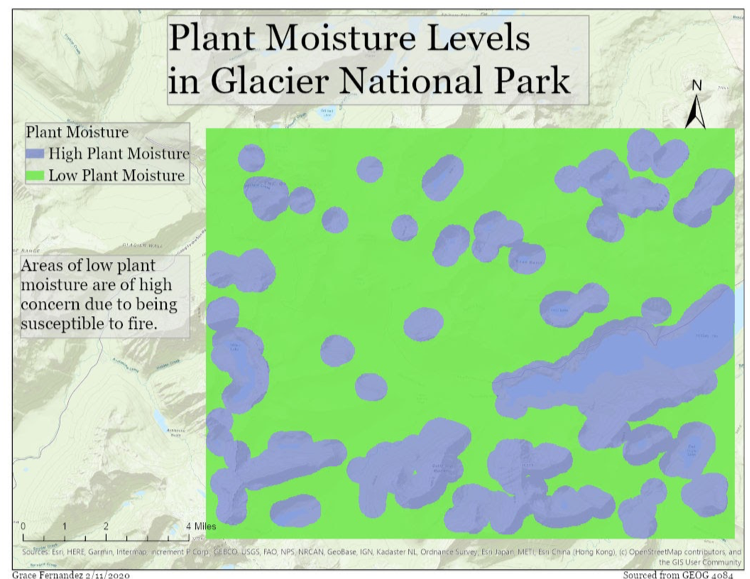 Plant Moisture Levels
in Glacier National Park
N
Plant Moisture
High Plant Moisture
Low Plant Moisture
Areas of low plant
moisture are of high
concern due to being
susceptible to fire.
0 1 2 4 Miles
Sources: Esri, HERE, Garmin, Intermap, increment P Corp., GEBCO, USGS, FAO, NPS, NRCAN, GeoBase, IGN, Kadaster NL, Ordnance Survey, Esri Japan, METI, Esri China (Hong Kong), (c) OpenStreetMap contributors, and
the GIS User Community
Grace Fernandez 2/11/2020
Sourced from GEOG 4084